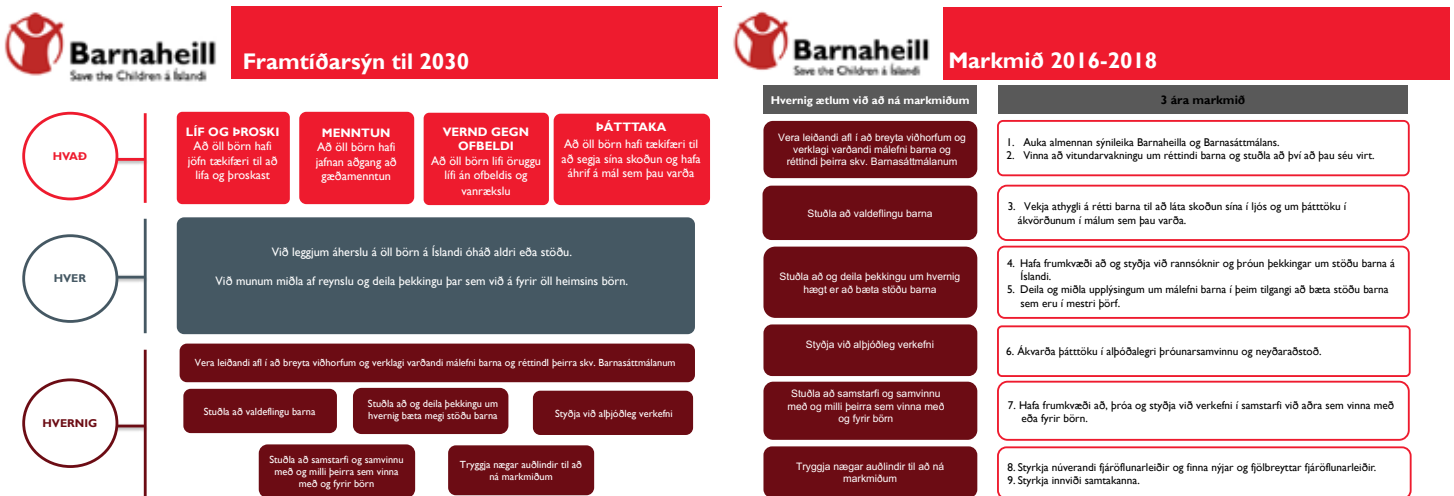 Barnaheill
Save the Children á Íslandi
Framtíðarsýn til 2030
HVAÐ
LÍF OG ÞROSKI
Að öll börn hafi
jöfn tækifæri til að
lifa og þroskast
MENNTUN
Að öll börn hafi
jafnan aðgang að
gæðamenntun
VERND GEGN
OFBELDI
Að öll börn lifi öruggu
lífi án ofbeldis og
vanrækslu
ÞÁTTTAKA
Að öll börn hafi tækifæri til
að segja sína skoðun og hafa
áhrif á mál sem þau varða
HVER
Við leggjum áherslu á öll börn á Íslandi óháð aldri eða stöðu.
Við munum miðla af reynslu og deila þekkingu þar sem við á fyrir öll heimsins börn.
HVERNIG
Vera leiðandi afl í að breyta viðhorfum og verklagi varðandi málefni barna og réttindl þeirra skv. Barnasáttmálanum
Stuðla að valdeflingu barna
Stuðla að og deila þekkingu um
hvernig bæta megi stöðu barna
Styðja við alþjóðleg verkefni
Stuðla að samstarfi og samvinnu
með og milli þeirra sem vinna
með og fyrir börn
Tryggja nægar auðlindir til að
ná markmiðum
Barnaheill
Save the Children á Íslandi
Markmið 2016-2018
Hvernig ætlum við að ná markmiðum
3 ára markmið
Vera leiðandi afl í að breyta viðhorfum og
verklagi varðandi málefni barna og
réttindi þeirra skv. Barnasáttmálanum
1. Auka almennan sýnileika Barnaheilla og Barnasáttmálans.
2. Vinna að vitundarvakningu um réttindi barna og stuðla að því að þau séu virt.
Stuðla að valdeflingu barna
3. Vekja athygli á rétti barna til að láta skoðun sína í ljós og um þátttöku í
ákvörðunum í málum sem þau varða.
Stuðla að og deila þekkingu um hvernig
hægt er að bæta stöðu barna
4. Hafa frumkvæði að og styðja við rannsóknir og þróun þekkingar um stöðu barna á
Íslandi.
5. Deila og miðla upplýsingum um málefni barna í þeim tilgangi að bæta stöðu barna
sem eru í mestri þörf.
Styðja við alþjóðleg verkefni
6. Ákvarða þátttöku í alþóðalegri þróunarsamvinnu og neyðaraðstoð.
Stuðla að samstarfi og samvinnu
með og milli þeirra sem vinna með
og fyrir börn
7. Hafa frumkvæði að, þróa og styðja við verkefni í samstarfi við aðra sem vinna með
eða fyrir börn.
Tryggja nægar auðlindir til að ná
markmiðum
8. Styrkja núverandi fjáröflunarleiðir og finna nýjar og fjölbreyttar fjáröflunarleiðir.
9. Styrkja innviði samtakanna.